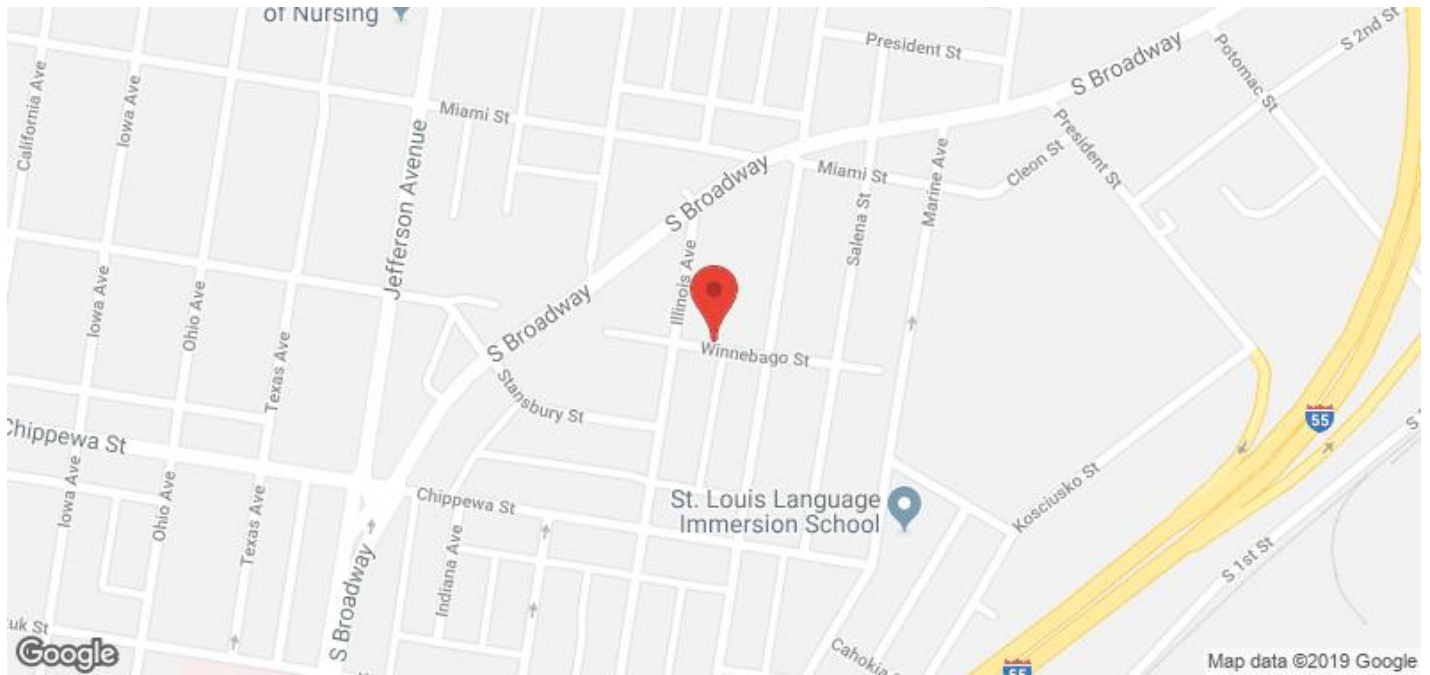 of Nursing
President St
S 2nd St
S Broadway
Potomac St
California Ave
Iowa Ave
Miami St
Jefferson Avenue
S Broadway
Miami St
Cleon St
President St
Marine Ave
Salena St
Iowa Ave
Ohio Ave
Texas Ave
S Broadway
Illinois Ave
Winnebago St
Stansbury St
55
Chippewa St
Iowa Ave
Ohio Ave
Texas Ave
Chippewa St
St. Louis Language
Immersion School
Kosciusko St
S 1st St
S
Indiana Ave
S Broadway
uk St
Cahokia S
55
Google
Map data ©2019 Google